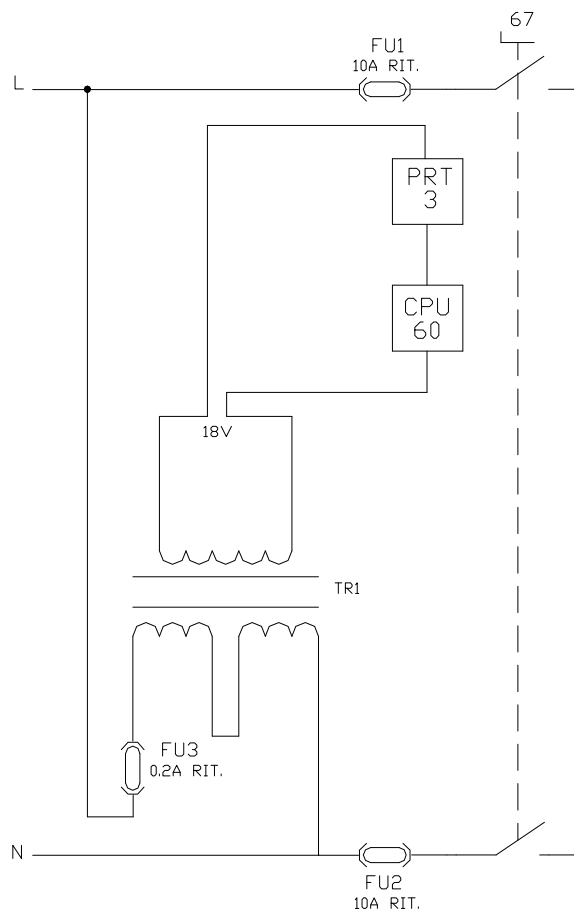 67
FU1
10A RIT.
L
PRT
3
CPU
60
18V
TR1
FU3
0.2A RIT.
N
FU2
10A RIT.